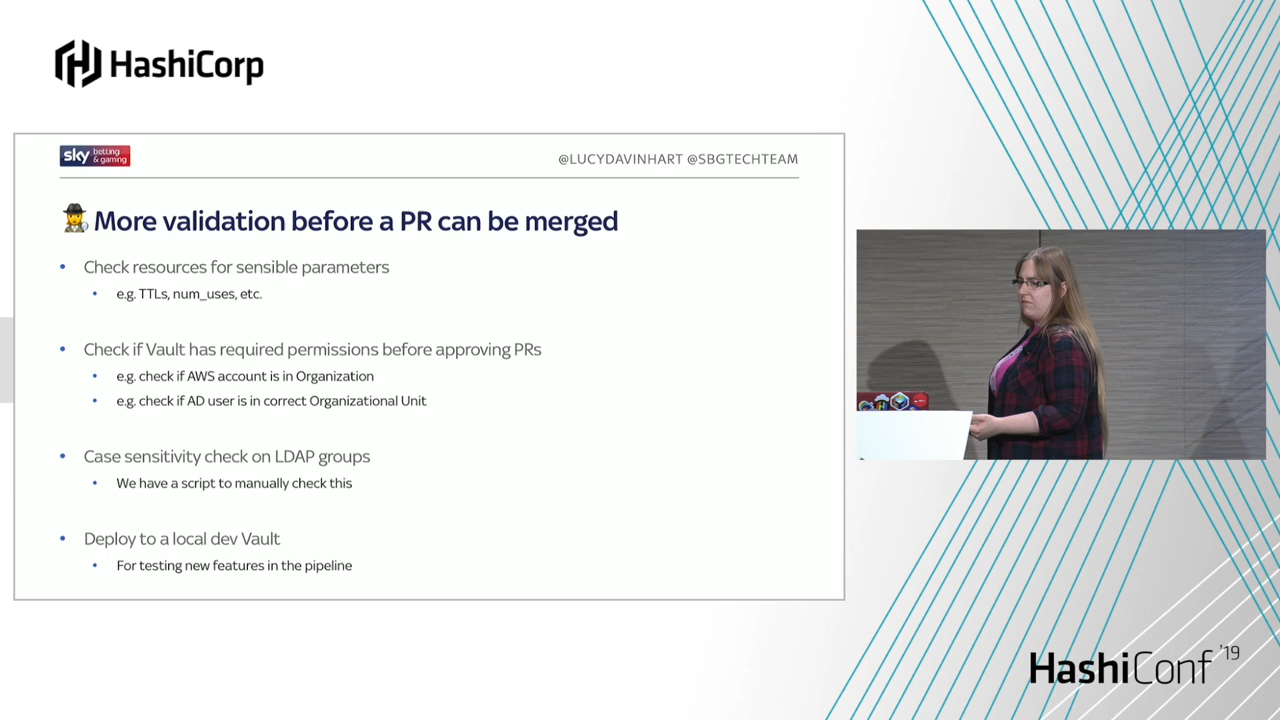 HashiCorp
sky betting & gaming
@LUCYDAVINHART @SBGTECHTEAM
More validation before a PR can be merged
• Check resources for sensible parameters
• e.g. TTLs, num_uses, etc.
• Check if Vault has required permissions before approving PRs
• e.g. check if AWS account is in Organization
• e.g. check if AD user is in correct Organizational Unit
• Case sensitivity check on LDAP groups
• We have a script to manually check this
• Deploy to a local dev Vault
• For testing new features in the pipeline
HashiConf '19